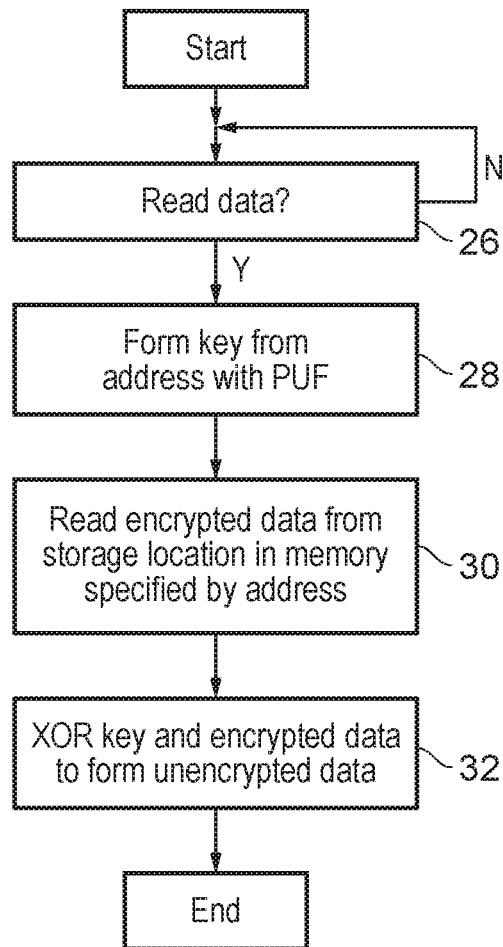 Start
N
Read data?
26
Y
Form key from
address with PUF
28
Read encrypted data from
storage location in memory
specified by address
30
XOR key and encrypted data
to form unencrypted data
32
End